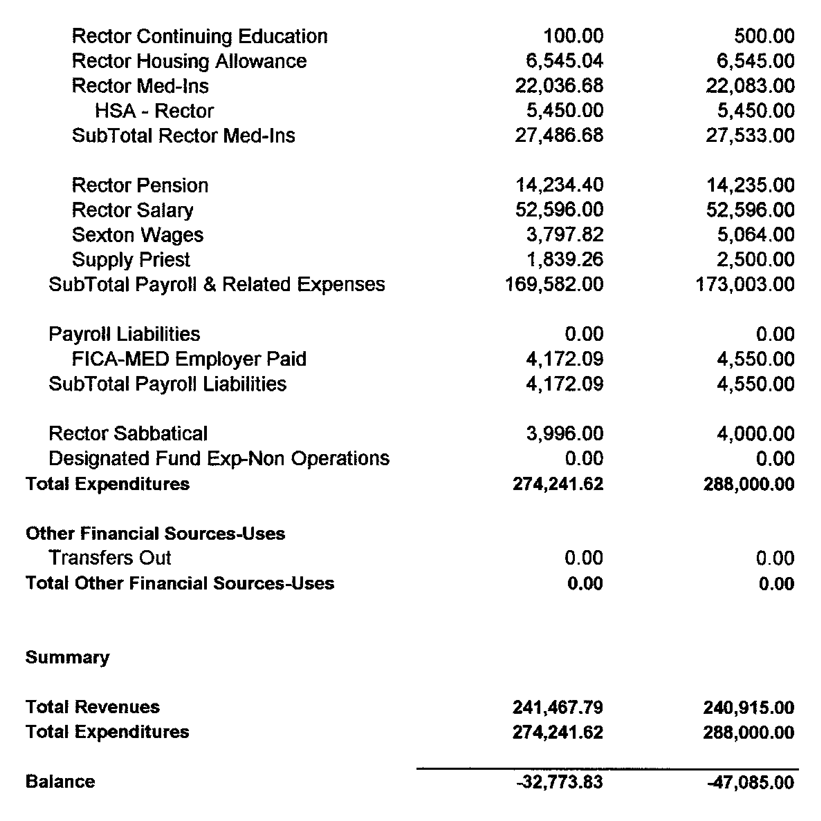 Rector Continuing Education 100.00 500.00
Rector Housing Allowance 6,545.04 6,545.00
Rector Med-Ins 22,036.68 22,083.00
HSA - Rector 5,450.00 5,450.00
SubTotal Rector Med-Ins 27,486.68 27,533.00
Rector Pension 14,234.40 14,235.00
Rector Salary 52,596.00 52,596.00
Sexton Wages 3,797.82 5,064.00
Supply Priest 1,839.26 2,500.00
SubTotal Payroll & Related Expenses 169,582.00 173,003.00
Payroll Liabilities 0.00 0.00
FICA-MED Employer Paid 4,172.09 4,550.00
SubTotal Payroll Liabilities 4,172.09 4,550.00
Rector Sabbatical 3,996.00 4,000.00
Designated Fund Exp-Non Operations 0.00 0.00
Total Expenditures 274,241.62 288,000.00
Other Financial Sources-Uses
Transfers Out 0.00 0.00
Total Other Financial Sources-Uses 0.00 0.00
Summary
Total Revenues 241,467.79 240,915.00
Total Expenditures 274,241.62 288,000.00
Balance -32,773.83 -47,085.00